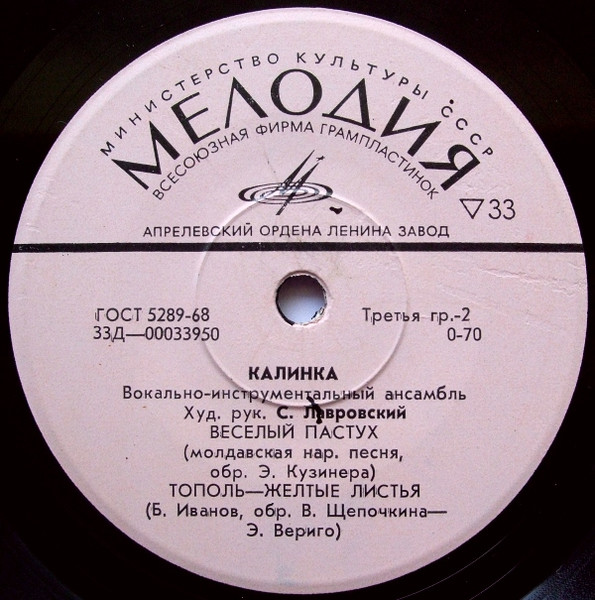 МИНИСТЕРСТВО КУЛЬТУРЫ СССР
МЕЛОДИЯ
ВСЕСОЮЗНАЯ ФИРМА ГРАМПЛАСТИНОК
▽33
АПРЕЛЕВСКИЙ ОРДЕНА ЛЕНИНА ЗАВОД
ГОСТ 5289-68
Третья гр.-2
33Д—00033950
0-70
КАЛИНКА
Вокально-инструментальный ансамбль
Худ. рук. С. Лавровский
ВЕСЕЛЫЙ ПАСТУХ
(молдавская нар. песня,
обр. Э. Кузинера)
ТОПОЛЬ—ЖЕЛТЫЕ ЛИСТЬЯ
(Б. Иванов, обр. В. Щепочкина—
Э. Вериго)